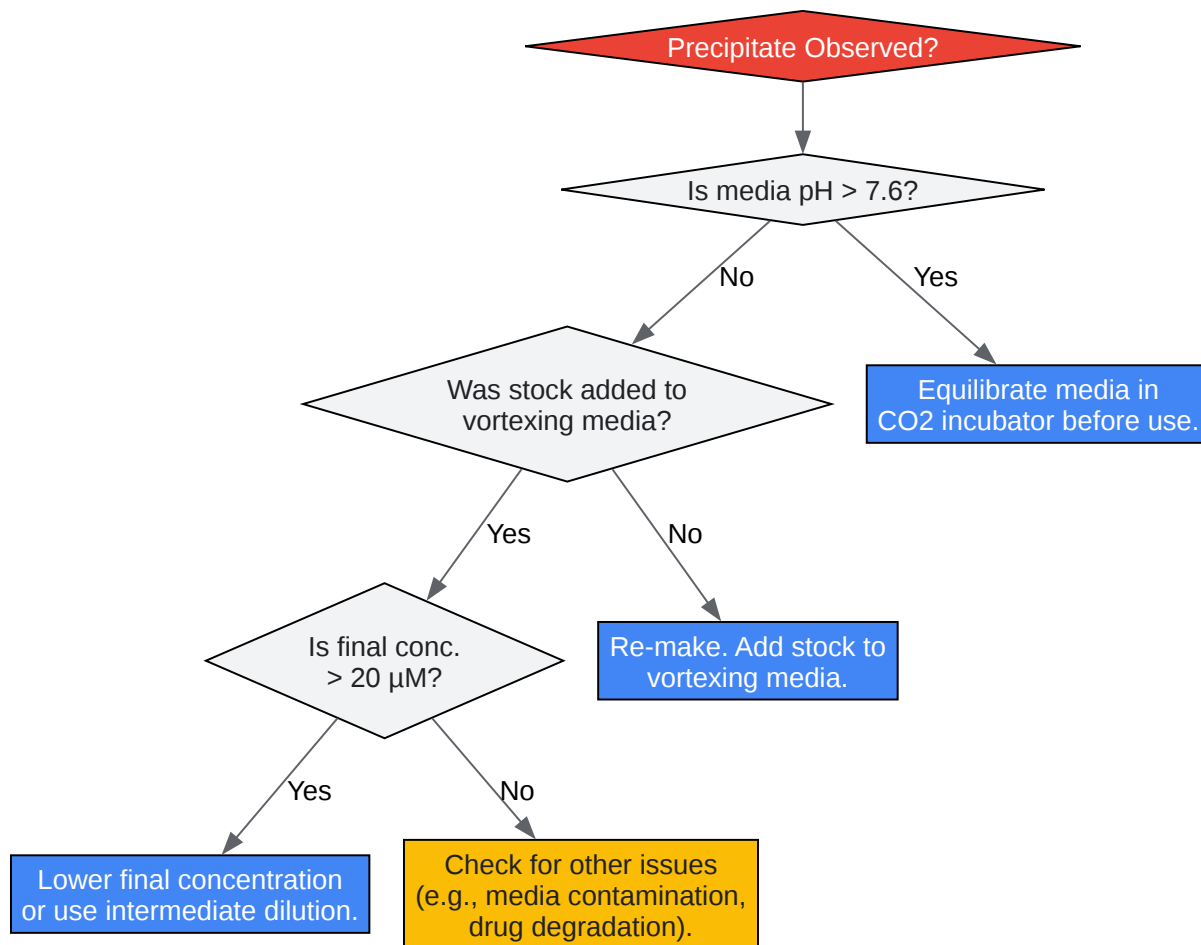 Precipitate Observed?
Is media pH > 7.6?
No
Yes
Was stock added to
vortexing media?
Equilibrate media in
CO2 incubator before use.
Yes
No
Is final conc.
> 20 µM?
Re-make. Add stock to
vortexing media.
Yes
No
Lower final concentration
or use intermediate dilution.
Check for other issues
(e.g., media contamination,
drug degradation).